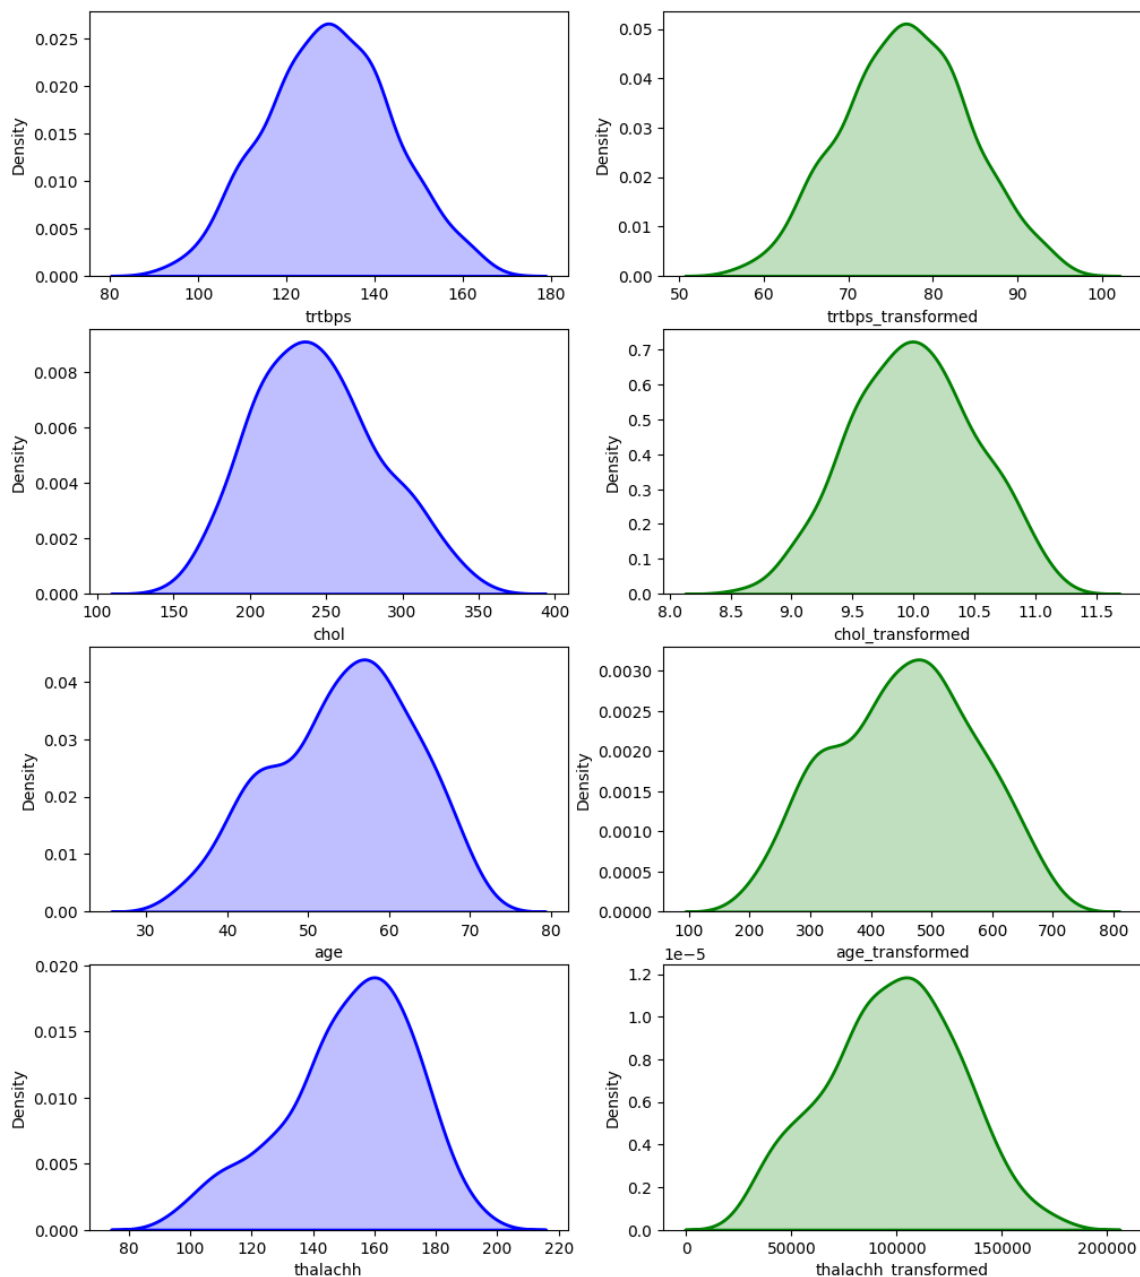 0.025
0.020
0.015
0.010
0.005
0.000
Density
80 100 120 140 160 180
trtbps
0.05
0.04
0.03
0.02
0.01
0.00
Density
50 60 70 80 90 100
trtbps_transformed
0.008
0.006
0.004
0.002
0.000
Density
100 150 200 250 300 350 400
chol
0.7
0.6
0.5
0.4
0.3
0.2
0.1
0.0
Density
8.0 8.5 9.0 9.5 10.0 10.5 11.0 11.5
chol_transformed
0.04
0.03
0.02
0.01
0.00
Density
30 40 50 60 70 80
age
0.0030
0.0025
0.0020
0.0015
0.0010
0.0005
0.0000
Density
100 200 300 400 500 600 700 800
age_transformed
0.020
0.015
0.010
0.005
0.000
Density
80 100 120 140 160 180 200 220
thalachh
1e−5
1.2
1.0
0.8
0.6
0.4
0.2
0.0
Density
0 50000 100000 150000 200000
thalachh_transformed